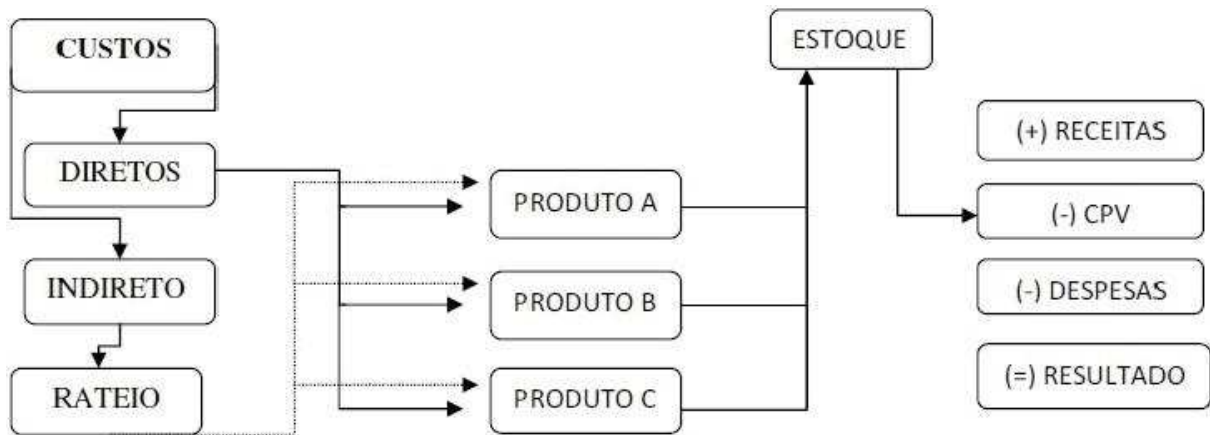 CUSTOS
DIRETOS
INDIRETO
RATEIO
PRODUTO A
PRODUTO B
PRODUTO C
ESTOQUE
(+) RECEITAS
(-) CPV
(-) DESPESAS
(=) RESULTADO